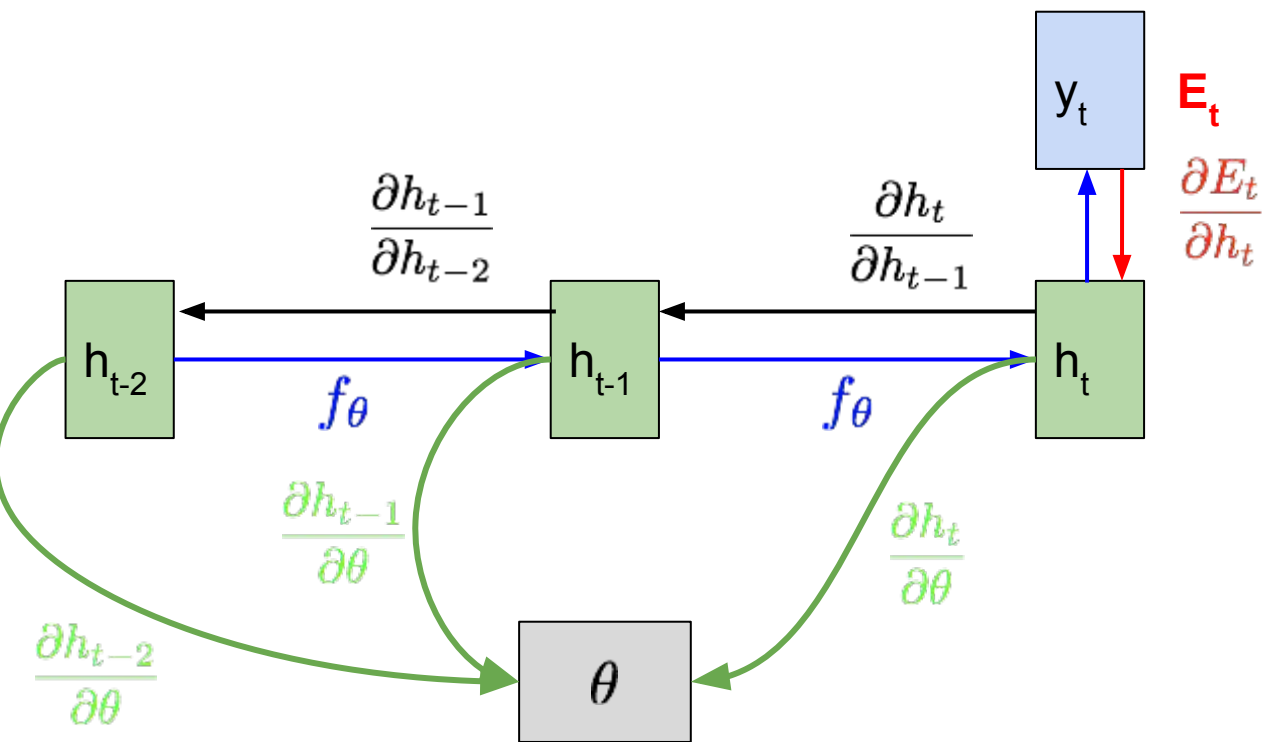 y_t
E_t
∂E_t
∂h_t
∂h_{t-1}
∂h_{t-2}
∂h_t
∂h_{t-1}
h_{t-2}
f_θ
h_{t-1}
f_θ
h_t
∂h_{t-1}
∂θ
∂h_t
∂θ
∂h_{t-2}
∂θ
θ